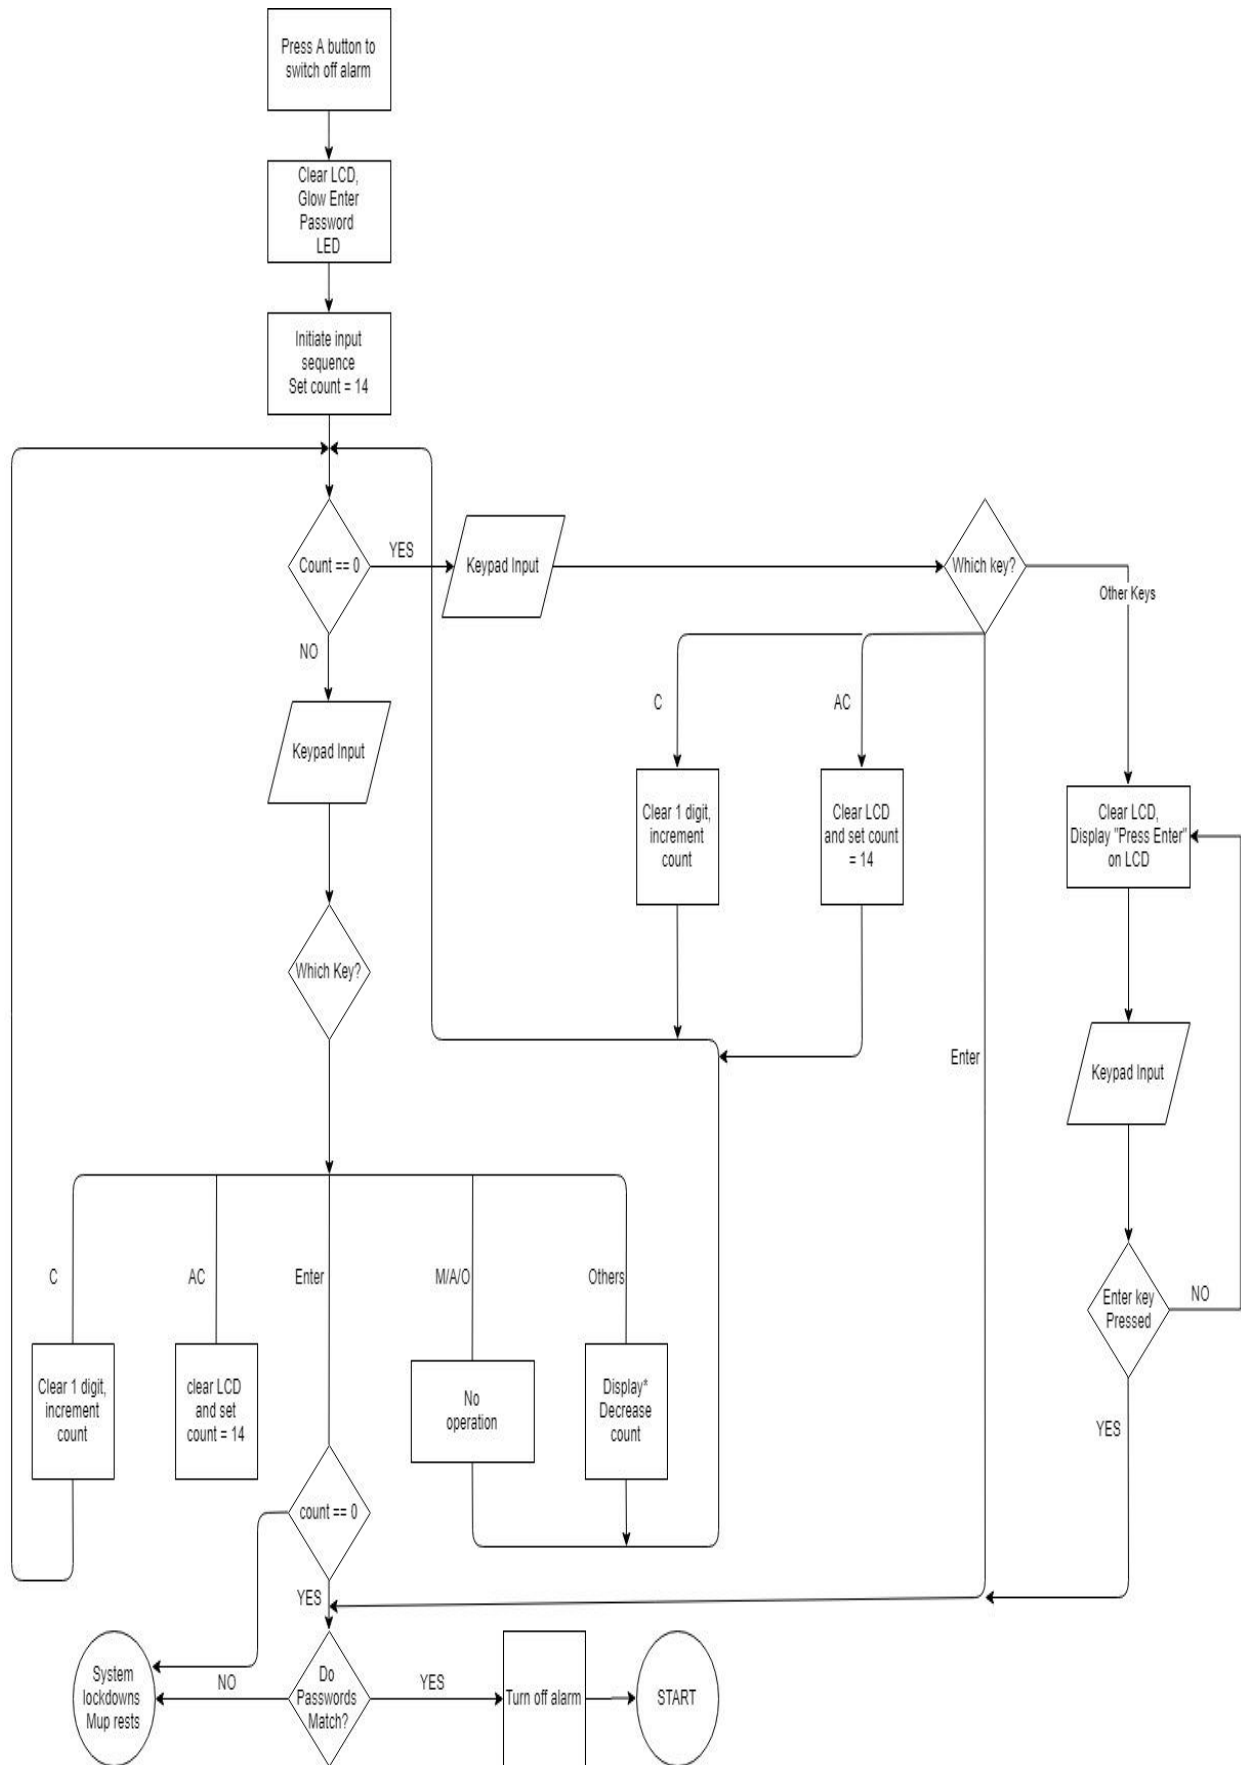 Press A button to
switch off alarm
Clear LCD,
Glow Enter
Password
LED
Initiate input
sequence
Set count = 14
Count == 0
YES
Keypad Input
Which key?
Other Keys
NO
Keypad Input
C
AC
Clear 1 digit,
increment
count
Clear LCD
and set count
= 14
Clear LCD,
Display "Press Enter"
on LCD
Which Key?
Enter
Keypad Input
C
AC
Enter
M/A/O
Others
Enter key
Pressed
NO
Clear 1 digit,
increment
count
clear LCD
and set
count = 14
No
operation
Display*
Decrease
count
YES
count == 0
YES
System
lockdowns
Mup rests
NO
Do
Passwords
Match?
YES
Turn off alarm
START